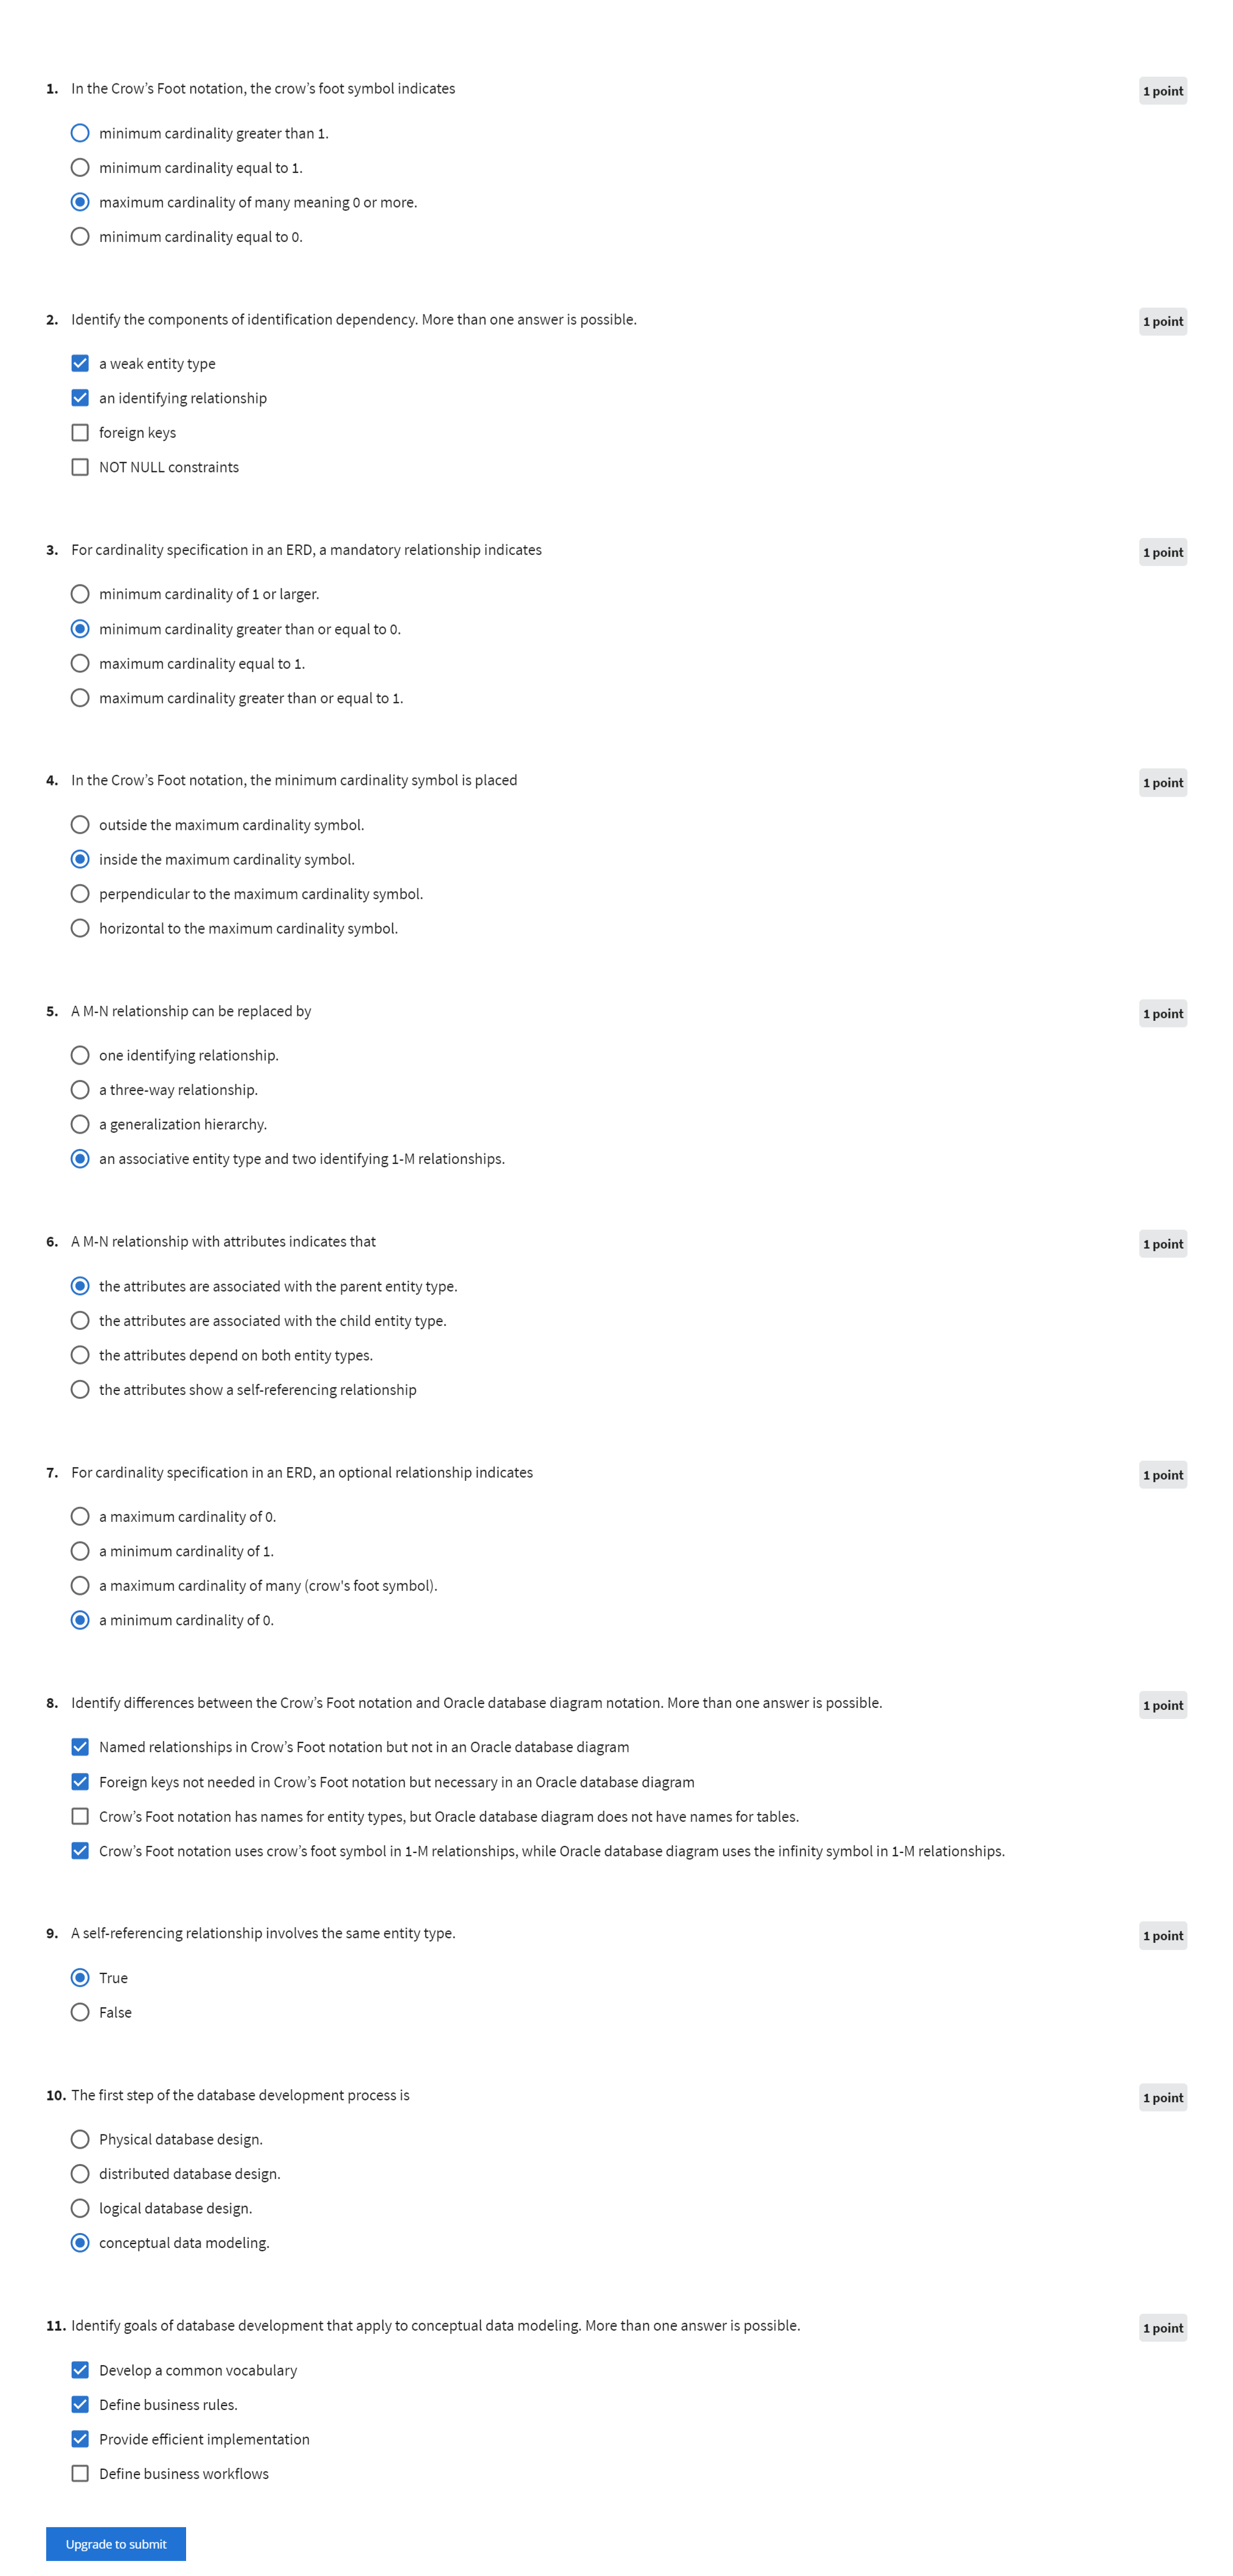 1. In the Crow’s Foot notation, the crow’s foot symbol indicates
1 point
minimum cardinality greater than 1.
minimum cardinality equal to 1.
maximum cardinality of many meaning 0 or more.
minimum cardinality equal to 0.
2. Identify the components of identification dependency. More than one answer is possible.
1 point
a weak entity type
an identifying relationship
foreign keys
NOT NULL constraints
3. For cardinality specification in an ERD, a mandatory relationship indicates
1 point
minimum cardinality of 1 or larger.
minimum cardinality greater than or equal to 0.
maximum cardinality equal to 1.
maximum cardinality greater than or equal to 1.
4. In the Crow’s Foot notation, the minimum cardinality symbol is placed
1 point
outside the maximum cardinality symbol.
inside the maximum cardinality symbol.
perpendicular to the maximum cardinality symbol.
horizontal to the maximum cardinality symbol.
5. A M-N relationship can be replaced by
1 point
one identifying relationship.
a three-way relationship.
a generalization hierarchy.
an associative entity type and two identifying 1-M relationships.
6. A M-N relationship with attributes indicates that
1 point
the attributes are associated with the parent entity type.
the attributes are associated with the child entity type.
the attributes depend on both entity types.
the attributes show a self-referencing relationship
7. For cardinality specification in an ERD, an optional relationship indicates
1 point
a maximum cardinality of 0.
a minimum cardinality of 1.
a maximum cardinality of many (crow's foot symbol).
a minimum cardinality of 0.
8. Identify differences between the Crow’s Foot notation and Oracle database diagram notation. More than one answer is possible.
1 point
Named relationships in Crow’s Foot notation but not in an Oracle database diagram
Foreign keys not needed in Crow’s Foot notation but necessary in an Oracle database diagram
Crow’s Foot notation has names for entity types, but Oracle database diagram does not have names for tables.
Crow’s Foot notation uses crow’s foot symbol in 1-M relationships, while Oracle database diagram uses the infinity symbol in 1-M relationships.
9. A self-referencing relationship involves the same entity type.
1 point
True
False
10. The first step of the database development process is
1 point
Physical database design.
distributed database design.
logical database design.
conceptual data modeling.
11. Identify goals of database development that apply to conceptual data modeling. More than one answer is possible.
1 point
Develop a common vocabulary
Define business rules.
Provide efficient implementation
Define business workflows
Upgrade to submit